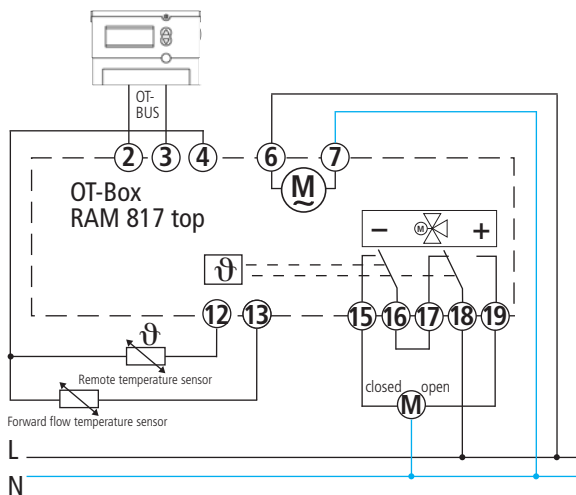 OT-
BUS
2 3 4 6 7
M
~
OT-Box
RAM 817 top
− M +
ϑ
12 13 15 16 17 18 19
ϑ
Remote temperature sensor
closed open
M
Forward flow temperature sensor
L
N